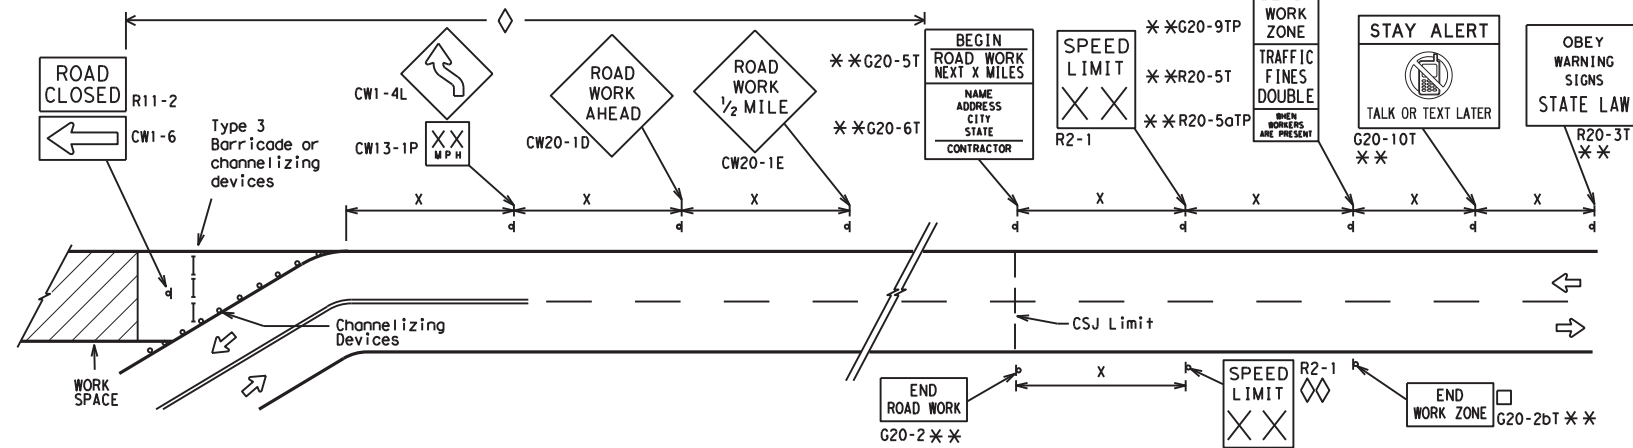 ROAD
CLOSED
R11-2
CW1-6
Type 3
Barricade or
channelizing
devices
CW1-4L
CW13-1P
XX
MPH
ROAD
WORK
AHEAD
CW20-1D
ROAD
WORK
1/2 MILE
CW20-1E
**G20-5T
**G20-6T
BEGIN
ROAD WORK
NEXT X MILES
NAME
ADDRESS
CITY
STATE
CONTRACTOR
SPEED
LIMIT
XX
R2-1
**G20-9TP
**R20-5T
**R20-5aTP
WORK
ZONE
TRAFFIC
FINES
DOUBLE
WHEN
WORKERS
ARE PRESENT
STAY ALERT
TALK OR TEXT LATER
G20-10T
**
OBEY
WARNING
SIGNS
STATE LAW
R20-3T
**
X
X
X
X
X
X
X
Channelizing
Devices
CSJ Limit
WORK
SPACE
END
ROAD WORK
G20-2 **
X
SPEED
LIMIT
XX
R2-1
END
WORK ZONE
G20-2bT **